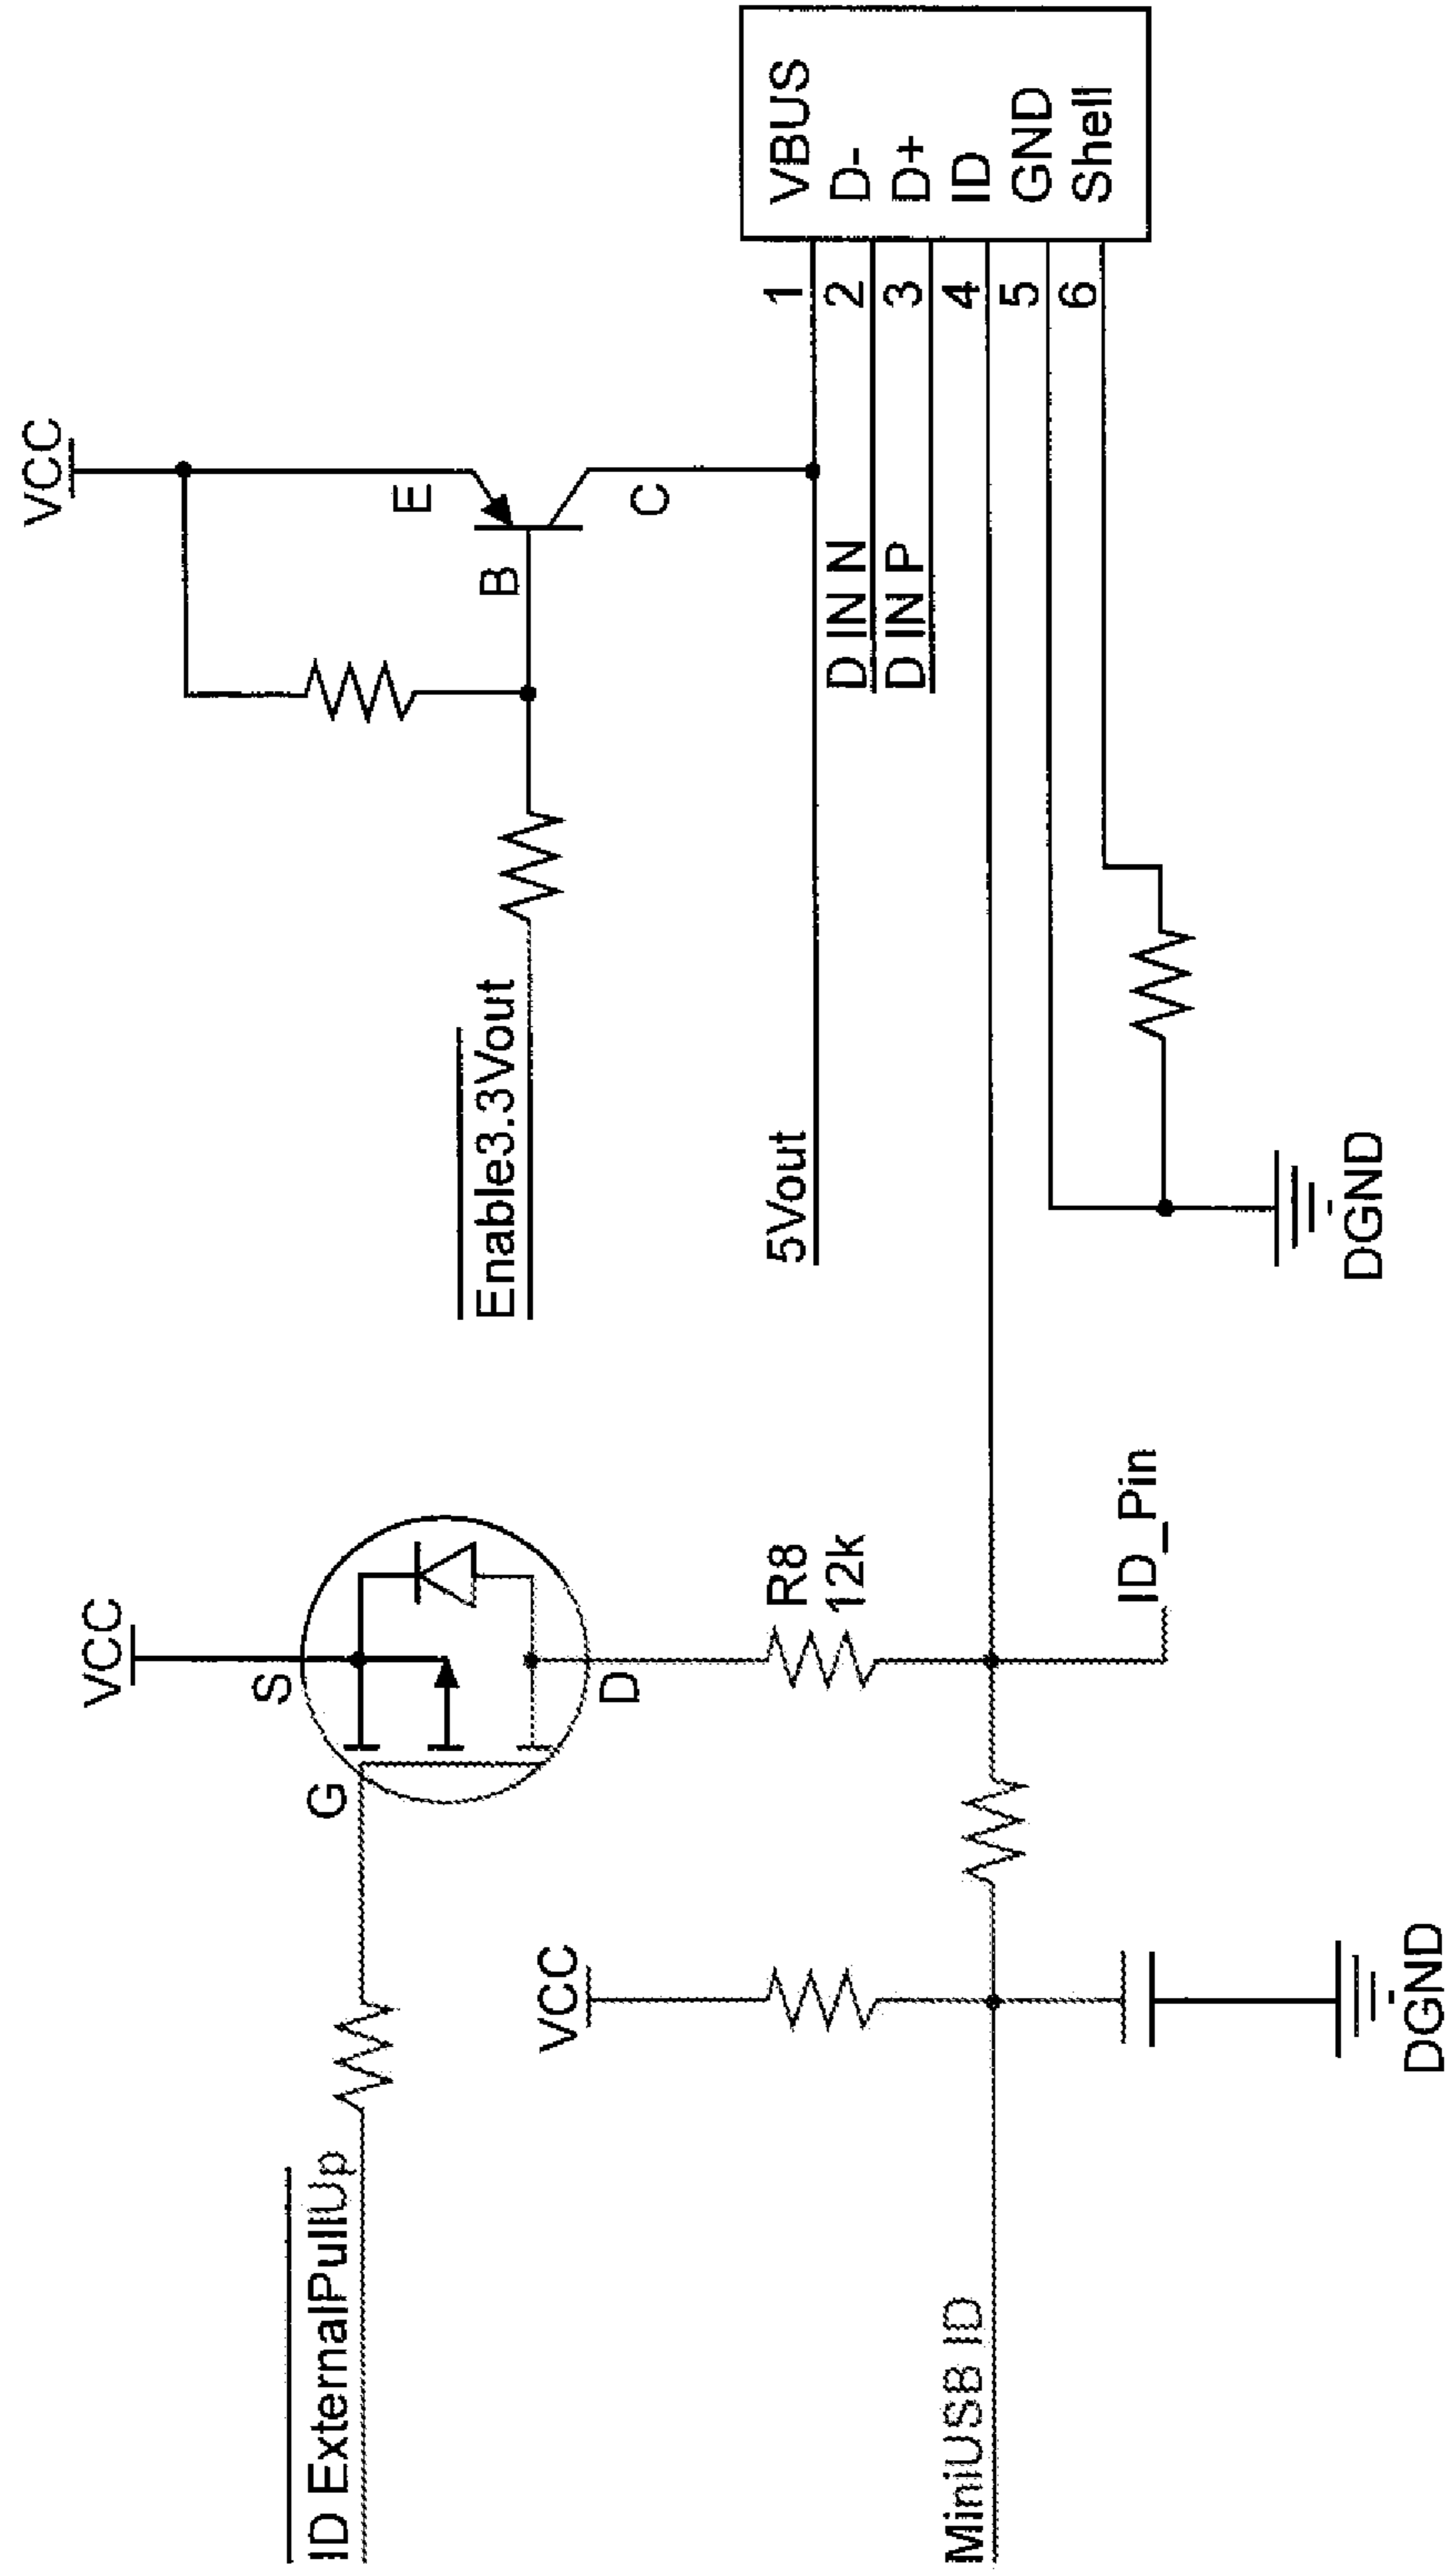 ID ExternalPullUp
G
S
VCC
D
R8
12k
VCC
MiniUSB ID
DGND
ID_Pin
VCC
E
B
C
Enable3.3Vout
5Vout
D IN N
D IN P
DGND
1
2
3
4
5
6
VBUS
D-
D+
ID
GND
Shell